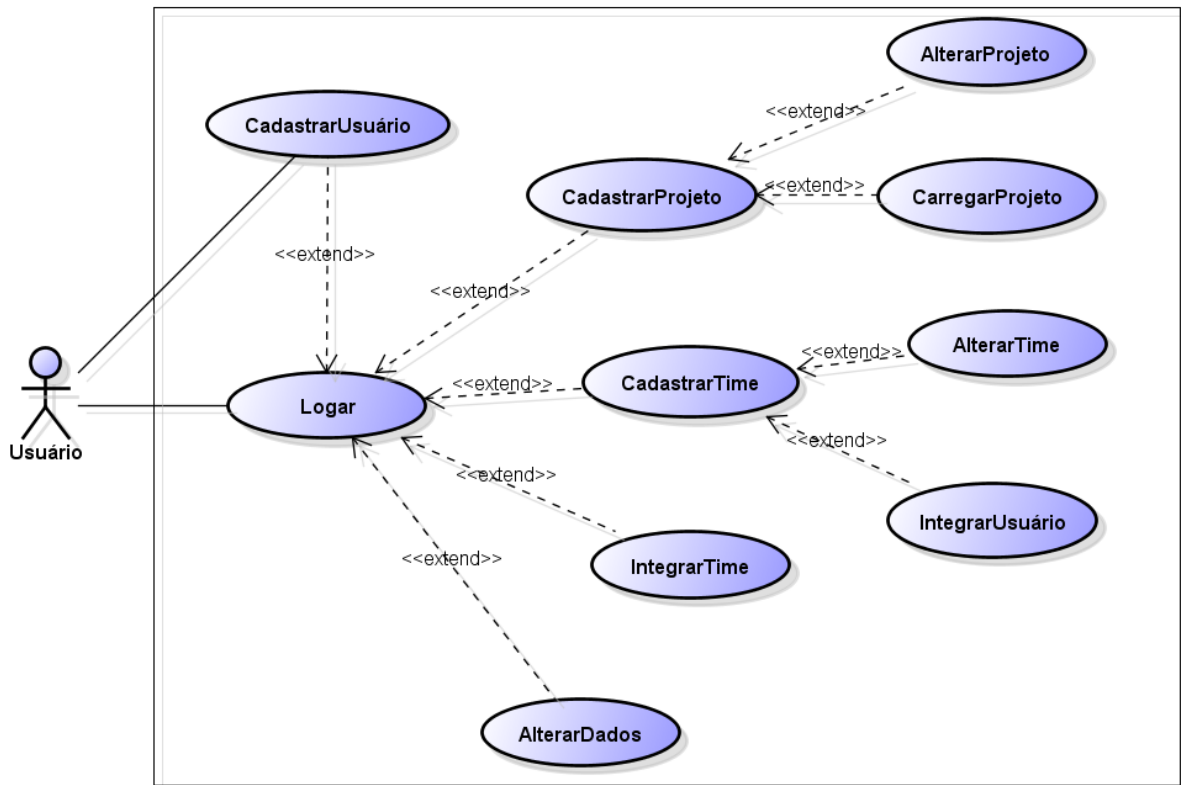 AlterarProjeto
<<extend>>
CadastrarUsuário
CadastrarProjeto
<<extend>>
CarregarProjeto
<<extend>>
<<extend>>
AlterarTime
<<extend>>
CadastrarTime
<<extend>>
Logar
<<extend>>
Usuário
<<extend>>
IntegrarUsuário
<<extend>>
IntegrarTime
<<extend>>
AlterarDados